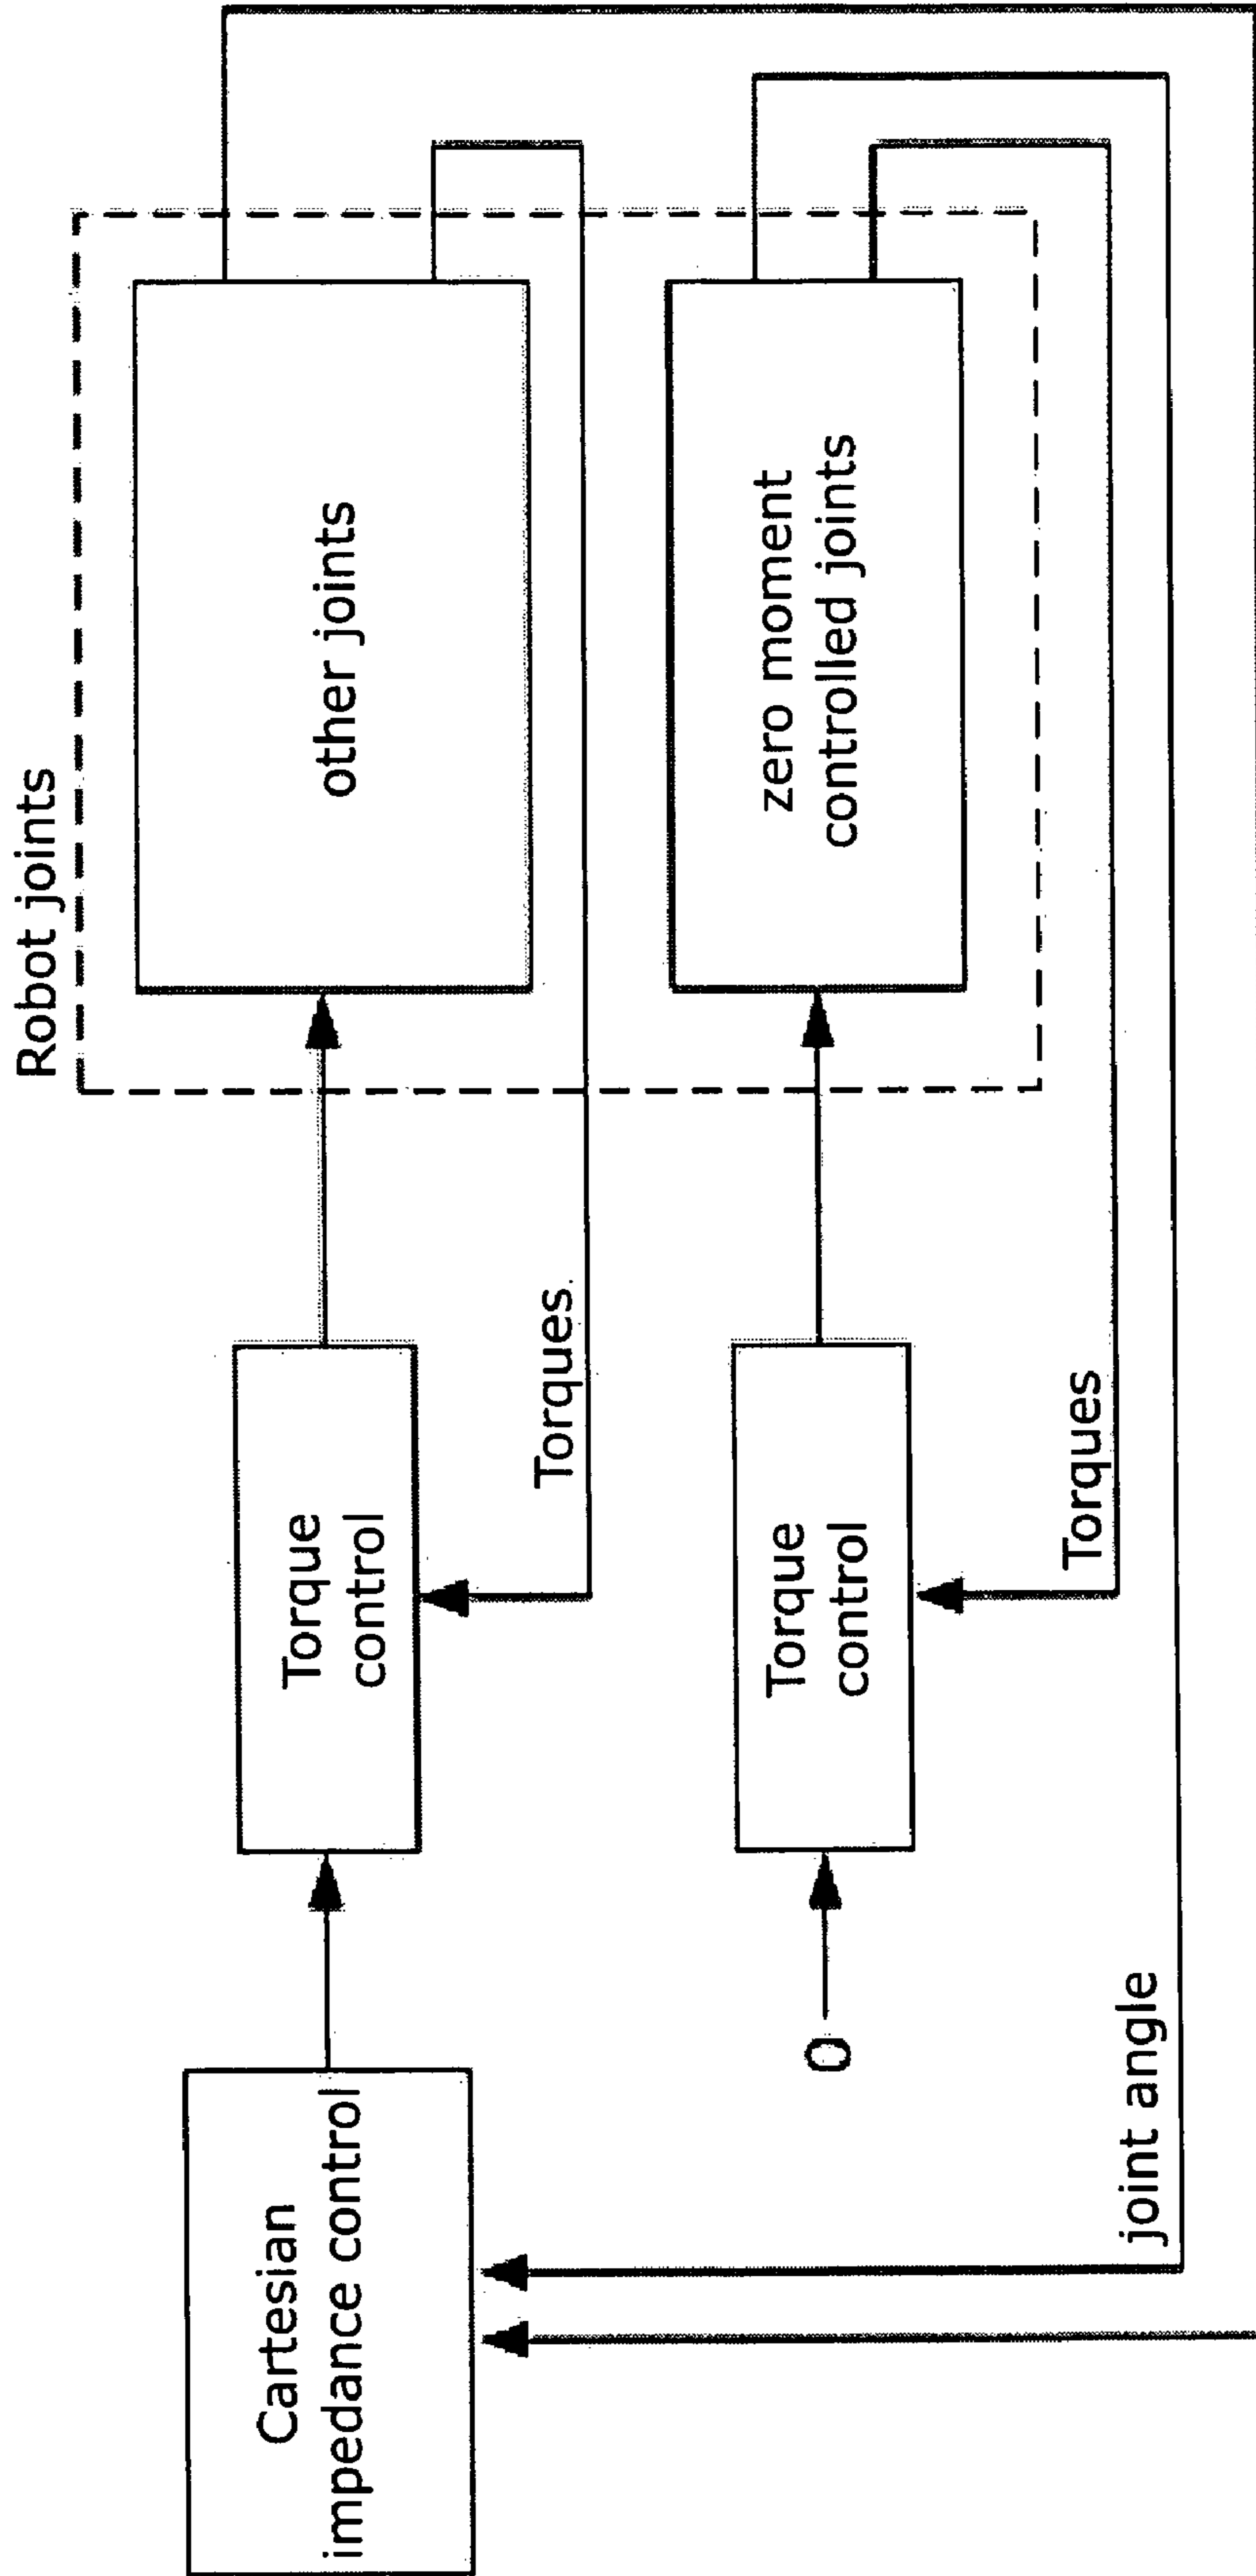 Robot joints
Cartesian
impedance control
Torque
control
other joints
Torques.
0
Torque
control
zero moment
controlled joints
Torques
joint angle